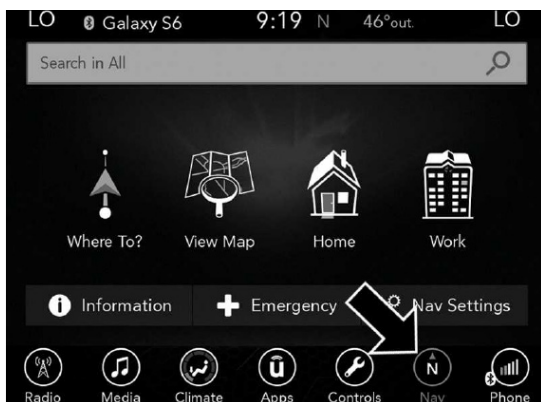 LO Galaxy S6 9:19 N 46°out. LO
Search in All
Where To? View Map Home Work
i Information Emergency Nav Settings
ū N
Radio Media Climate Apps Controls Nav Phone